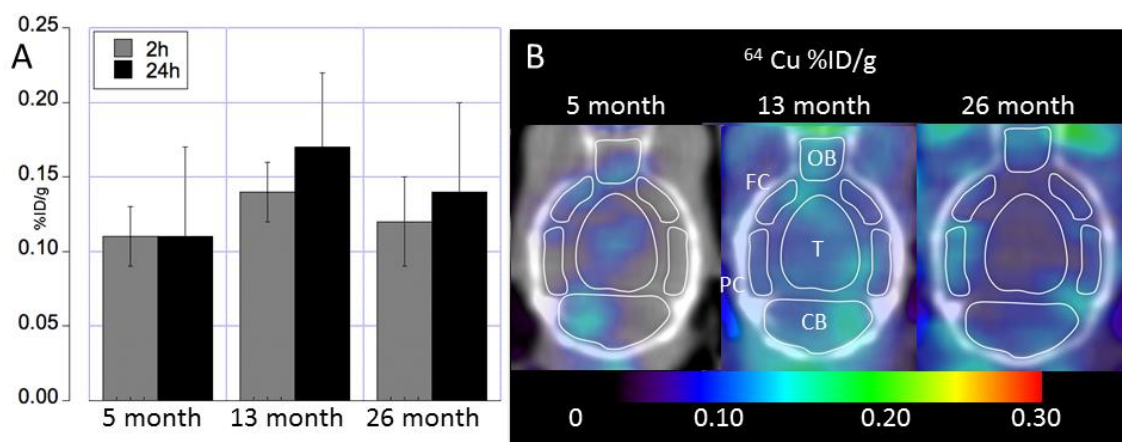 A
0.25
0.20
0.15
0.10
0.05
0.00
%ID/g
2h
24h
5 month
13 month
26 month
B
⁶⁴ Cu %ID/g
5 month
13 month
26 month
OB
FC
T
PC
CB
0
0.10
0.20
0.30